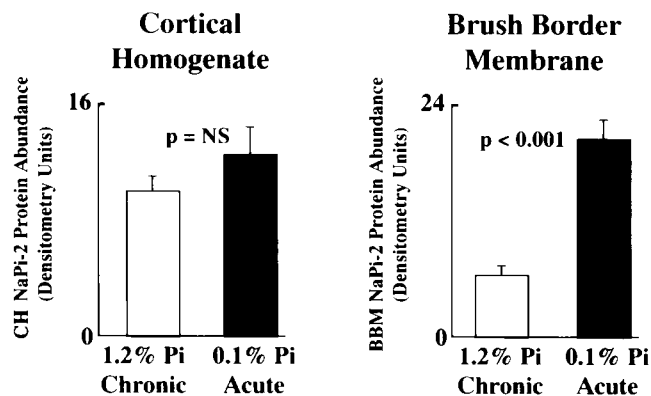 Cortical
Homogenate
CH NaPi-2 Protein Abundance
(Densitometry Units)
16
0
p = NS
1.2% Pi
Chronic
0.1% Pi
Acute
Brush Border
Membrane
BBM NaPi-2 Protein Abundance
(Densitometry Units)
24
0
p < 0.001
1.2% Pi
Chronic
0.1% Pi
Acute